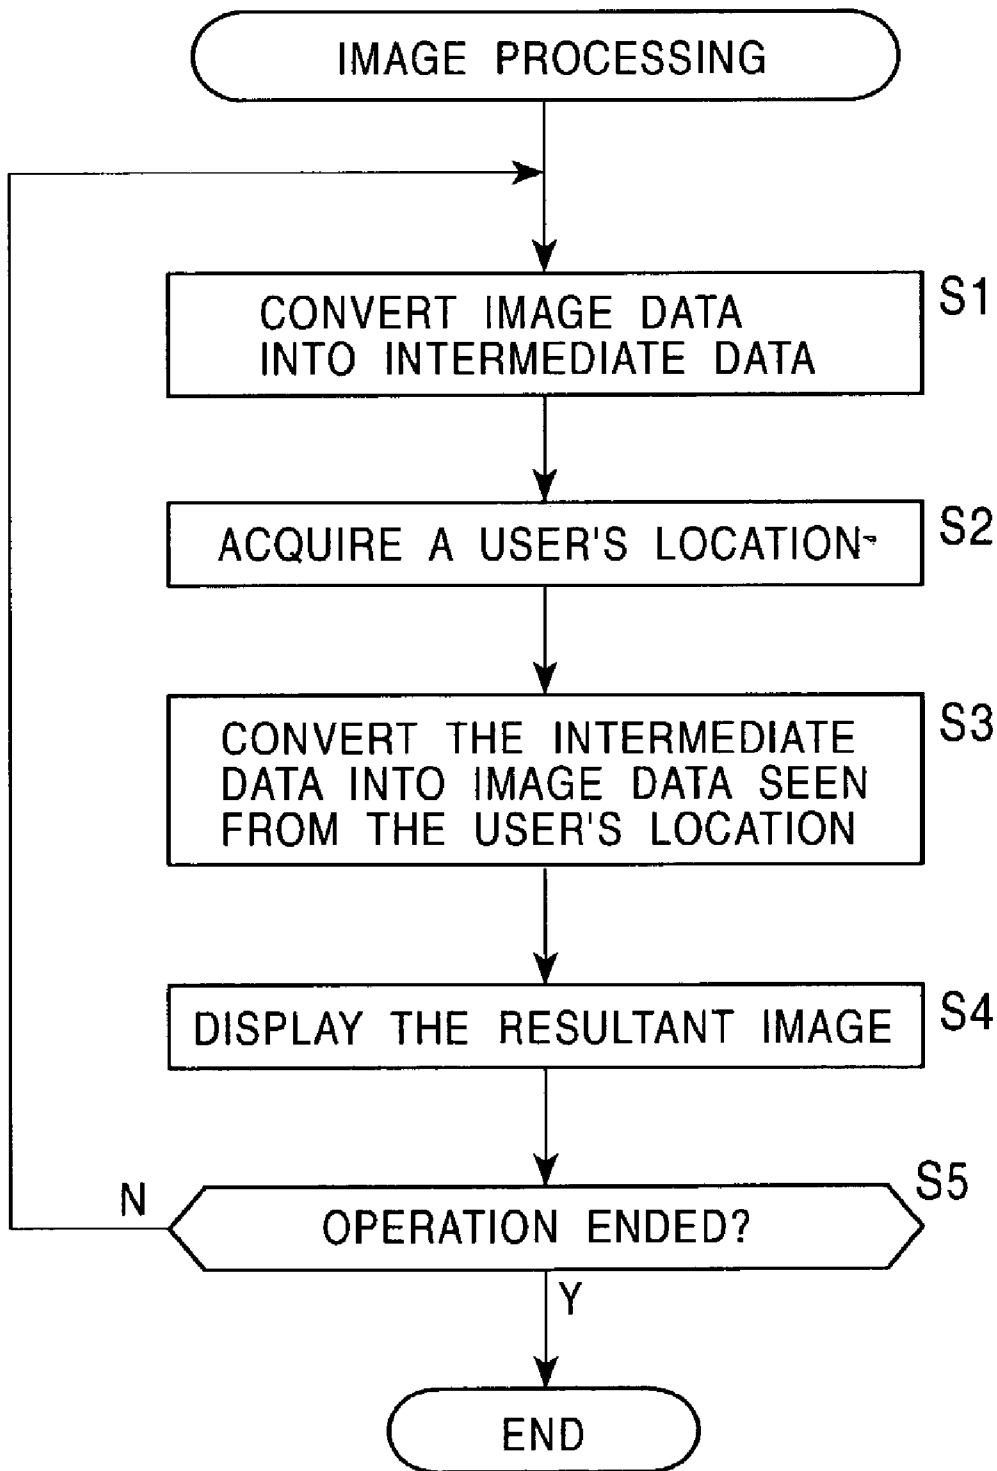 IMAGE PROCESSING
CONVERT IMAGE DATA
INTO INTERMEDIATE DATA
S1
ACQUIRE A USER'S LOCATION
S2
CONVERT THE INTERMEDIATE
DATA INTO IMAGE DATA SEEN
FROM THE USER'S LOCATION
S3
DISPLAY THE RESULTANT IMAGE
S4
OPERATION ENDED?
S5
N
Y
END